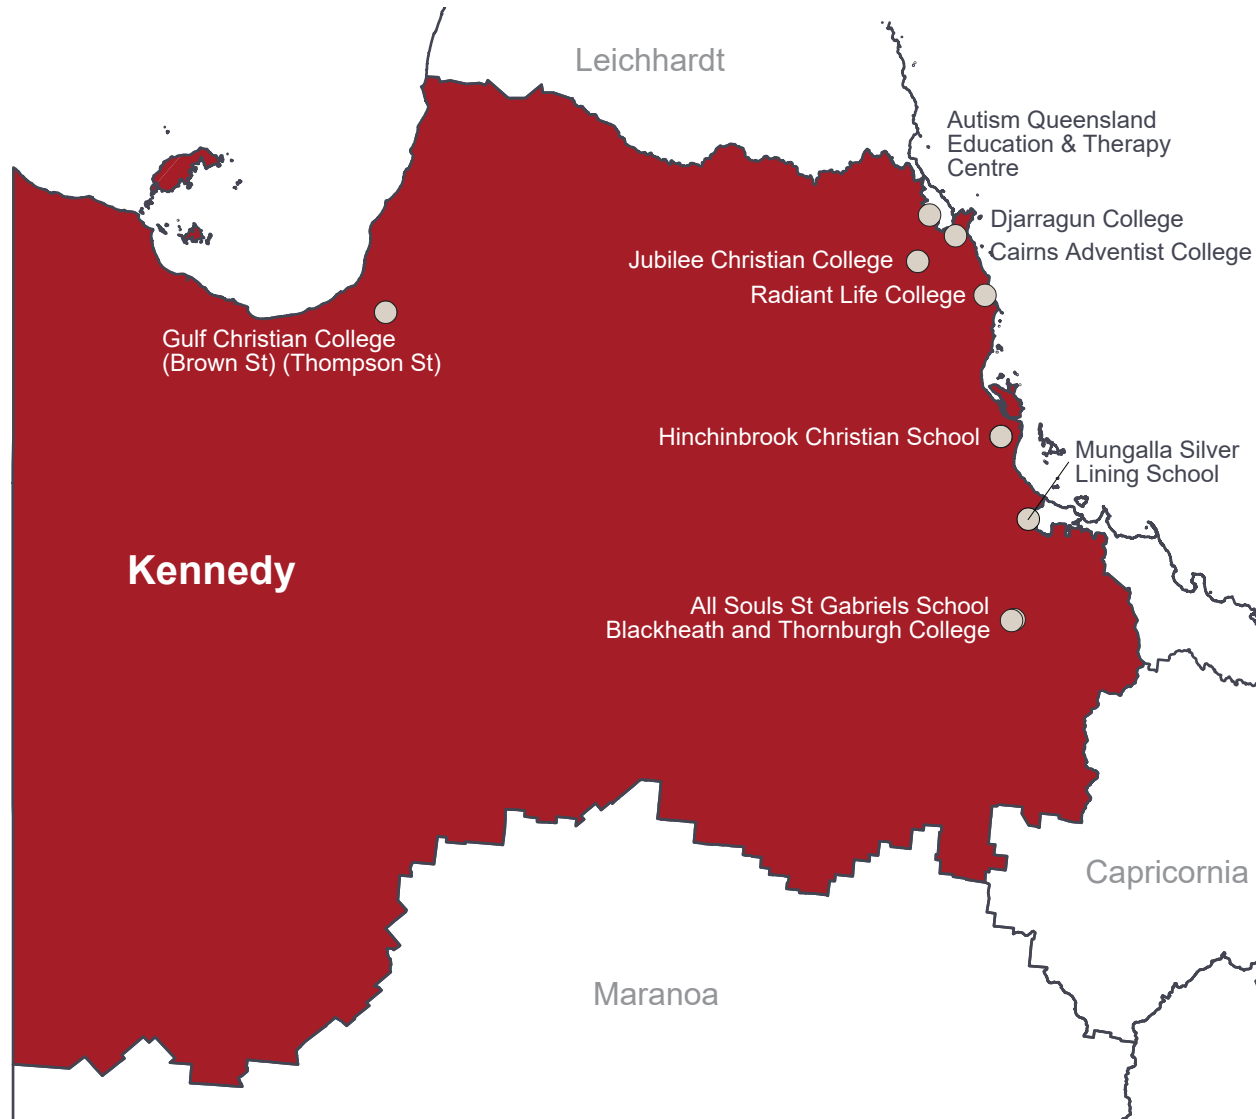 Leichhardt
Autism Queensland
Education & Therapy
Centre
Djarragun College
Cairns Adventist College
Jubilee Christian College
Radiant Life College
Gulf Christian College
(Brown St) (Thompson St)
Hinchinbrook Christian School
Mungalla Silver
Lining School
Kennedy
All Souls St Gabriels School
Blackheath and Thornburgh College
Capricornia
Maranoa